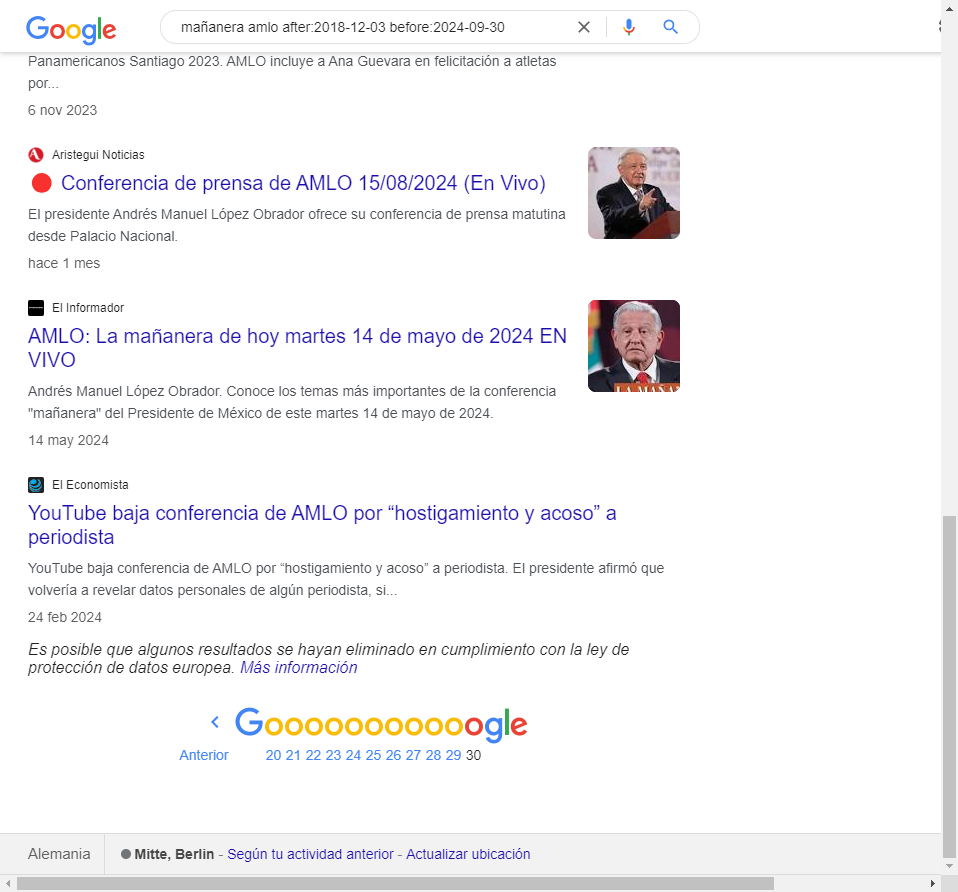 Google
mañanera amlo after:2018-12-03 before:2024-09-30
Panamericanos Santiago 2023. AMLO incluye a Ana Guevara en felicitación a atletas
por...
6 nov 2023
Aristegui Noticias
Conferencia de prensa de AMLO 15/08/2024 (En Vivo)
El presidente Andrés Manuel López Obrador ofrece su conferencia de prensa matutina
desde Palacio Nacional.
hace 1 mes
El Informador
AMLO: La mañanera de hoy martes 14 de mayo de 2024 EN
VIVO
Andrés Manuel López Obrador. Conoce los temas más importantes de la conferencia
"mañanera" del Presidente de México de este martes 14 de mayo de 2024.
14 may 2024
El Economista
YouTube baja conferencia de AMLO por “hostigamiento y acoso” a
periodista
YouTube baja conferencia de AMLO por “hostigamiento y acoso” a periodista. El presidente afirmó que
volvería a revelar datos personales de algún periodista, si...
24 feb 2024
Es posible que algunos resultados se hayan eliminado en cumplimiento con la ley de
protección de datos europea. Más información
Goooooooooogle
Anterior 20 21 22 23 24 25 26 27 28 29 30
Alemania Mitte, Berlin - Según tu actividad anterior - Actualizar ubicación